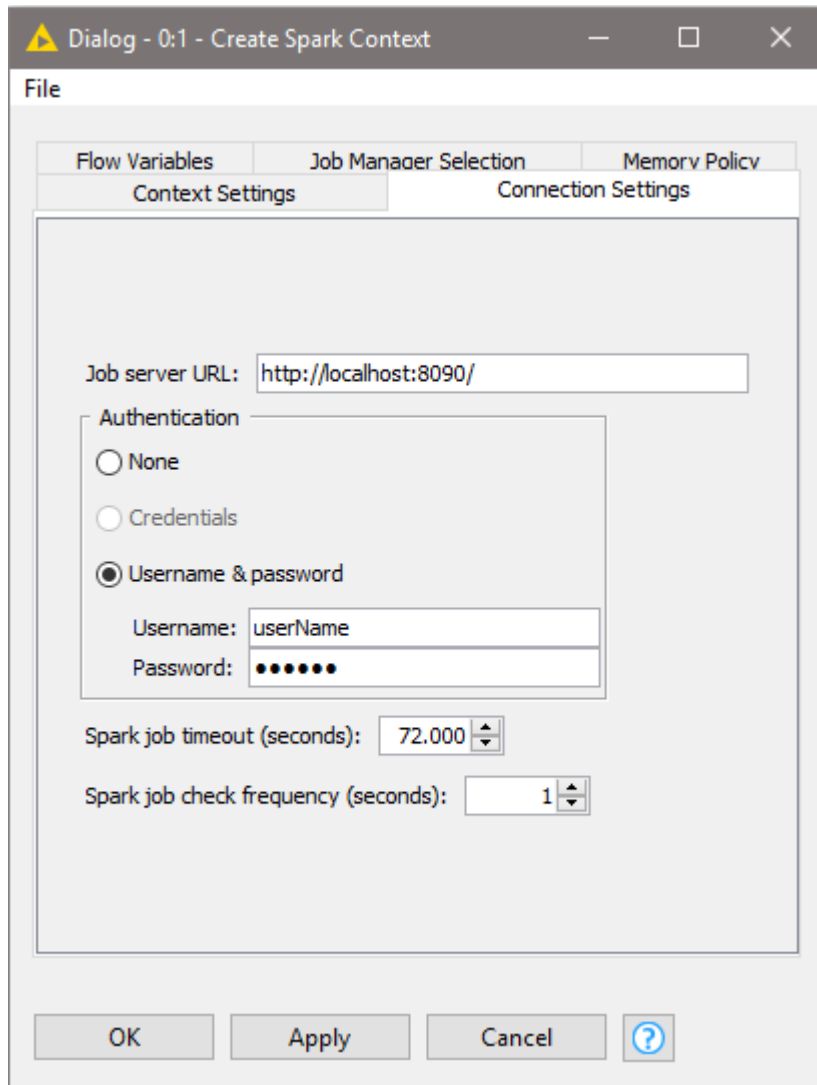 Dialog - 0:1 - Create Spark Context
File
Flow Variables Job Manager Selection Memory Policy
Context Settings Connection Settings
Job server URL: http://localhost:8090/
Authentication
None
Credentials
Username & password
Username: userName
Password: ●●●●●●
Spark job timeout (seconds): 72.000
Spark job check frequency (seconds): 1
OK Apply Cancel ?